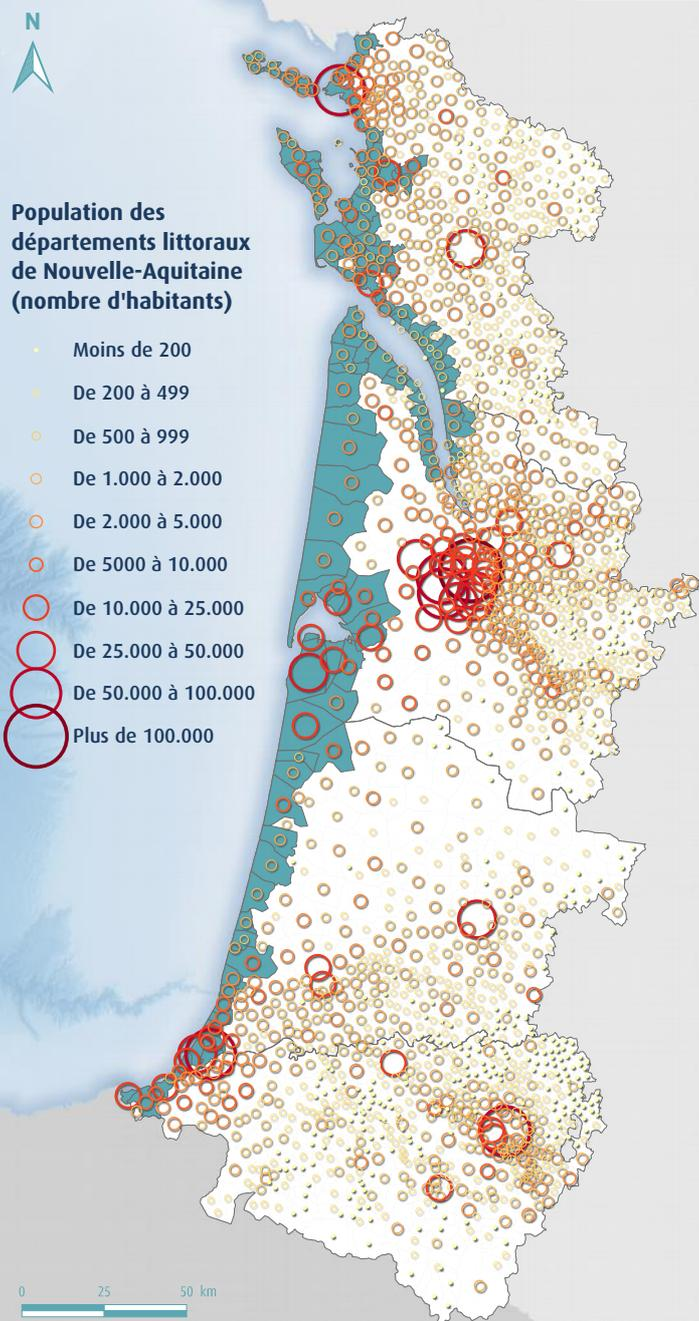 N
Population des
départements littoraux
de Nouvelle-Aquitaine
(nombre d'habitants)
Moins de 200
De 200 à 499
De 500 à 999
De 1.000 à 2.000
De 2.000 à 5.000
De 5000 à 10.000
De 10.000 à 25.000
De 25.000 à 50.000
De 50.000 à 100.000
Plus de 100.000
0 25 50 km